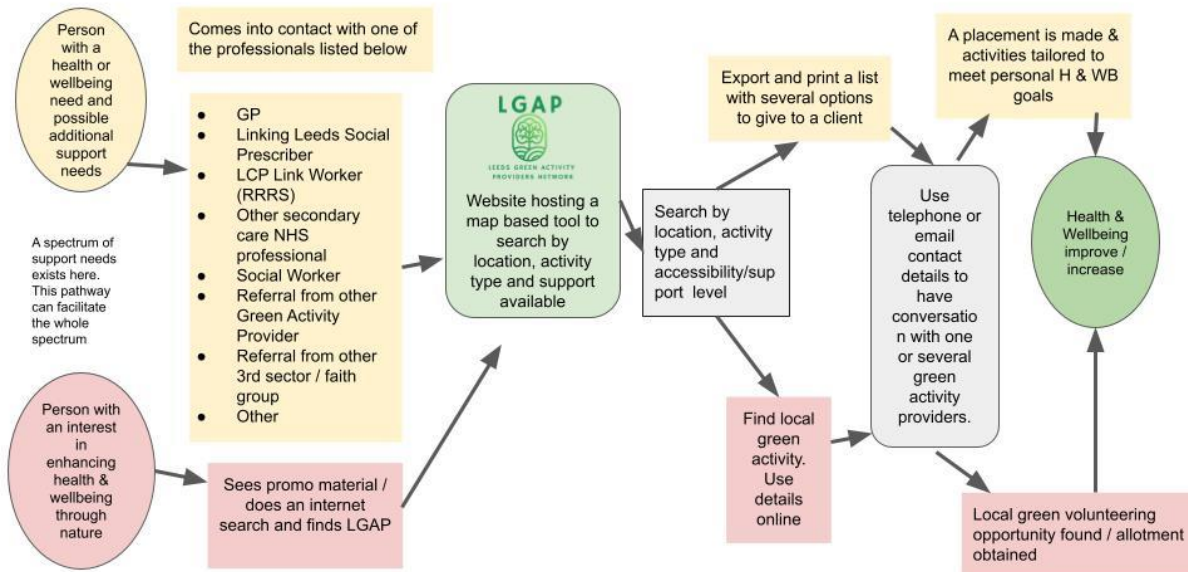 Person
with a
health or
wellbeing
need and
possible
additional
support
needs
Comes into contact with one of
the professionals listed below
● GP
● Linking Leeds Social
Prescriber
● LCP Link Worker
(RRRS)
● Other secondary
care NHS
professional
● Social Worker
● Referral from other
Green Activity
Provider
● Referral from other
3rd sector / faith
group
● Other
A spectrum of
support needs
exists here.
This pathway
can facilitate
the whole
spectrum
Person with
an interest
in
enhancing
health &
wellbeing
through
nature
Sees promo material /
does an internet
search and finds LGAP
LGAP
LEEDS GREEN ACTIVITY
PROVIDERS NETWORK
Website hosting a
map based tool to
search by
location, activity
type and support
available
Search by
location, activity
type and
accessibility/sup
port level
Export and print a list
with several options
to give to a client
Find local
green
activity.
Use
details
online
Use
telephone or
email
contact
details to
have
conversatio
n with one
or several
green
activity
providers.
A placement is made &
activities tailored to
meet personal H & WB
goals
Health &
Wellbeing
improve /
increase
Local green volunteering
opportunity found / allotment
obtained